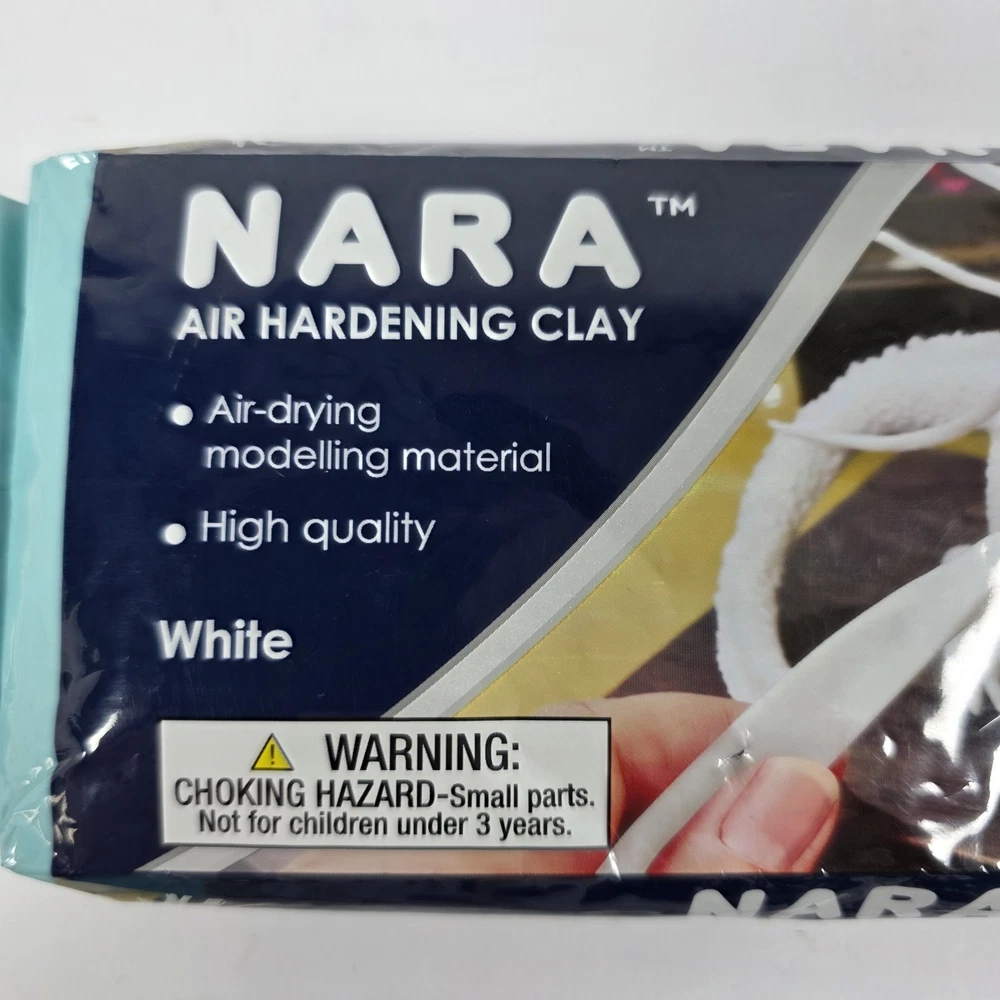 NARA™
AIR HARDENING CLAY
• Air-drying
modelling material
• High quality
White
⚠ WARNING:
CHOKING HAZARD-Small parts.
Not for children under 3 years.
NARA